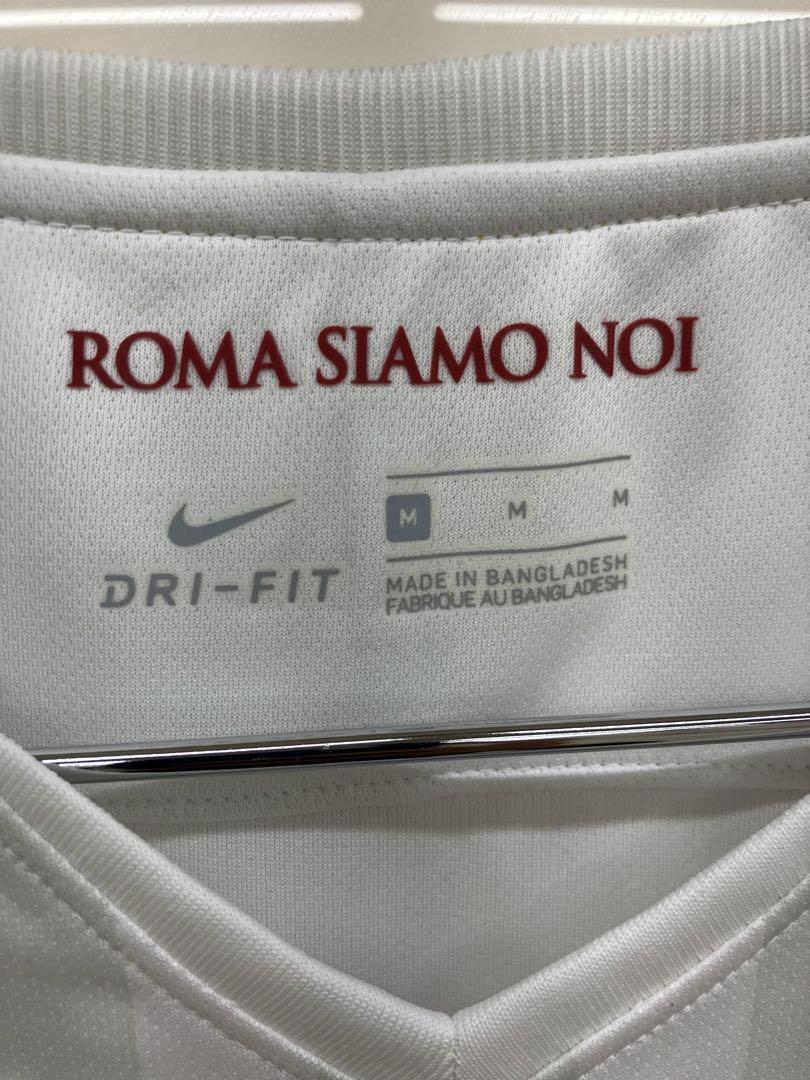 ROMA SIAMO NOI
DRI-FIT
M M M
MADE IN BANGLADESH
FABRIQUE AU BANGLADESH